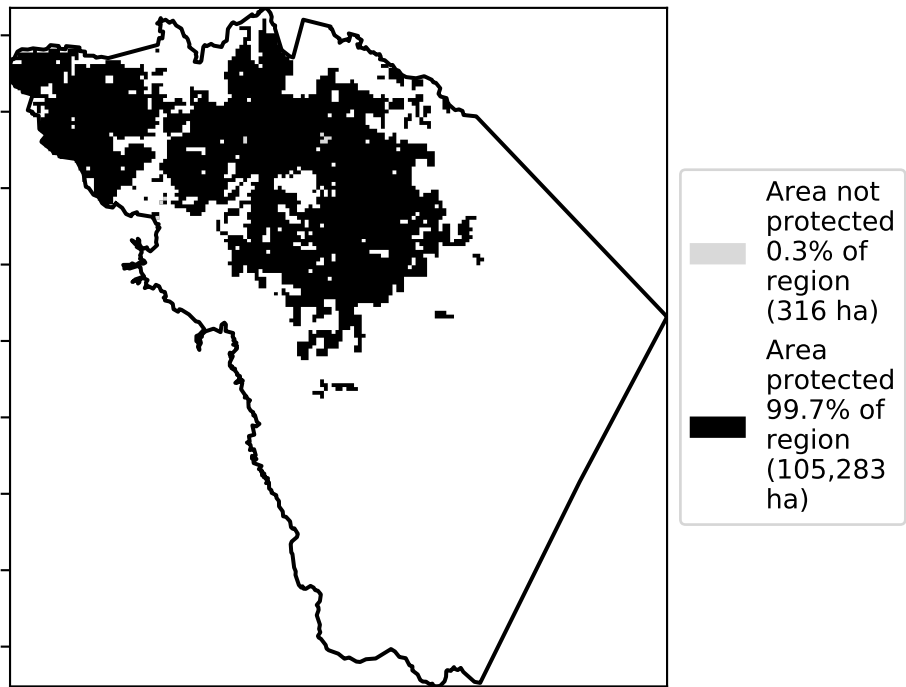 Area not
protected
0.3% of
region
(316 ha)
Area
protected
99.7% of
region
(105,283
ha)